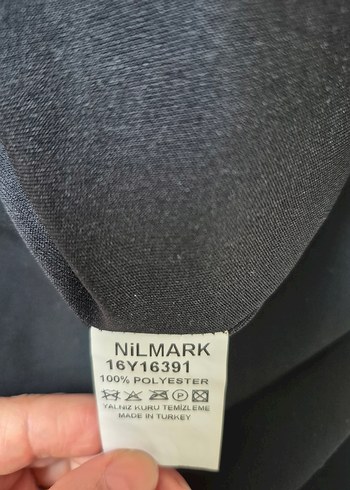 NiLMARK
16Y16391
100% POLYESTER
P
YALNIZ KURU TEMİZLEME
MADE IN TURKEY